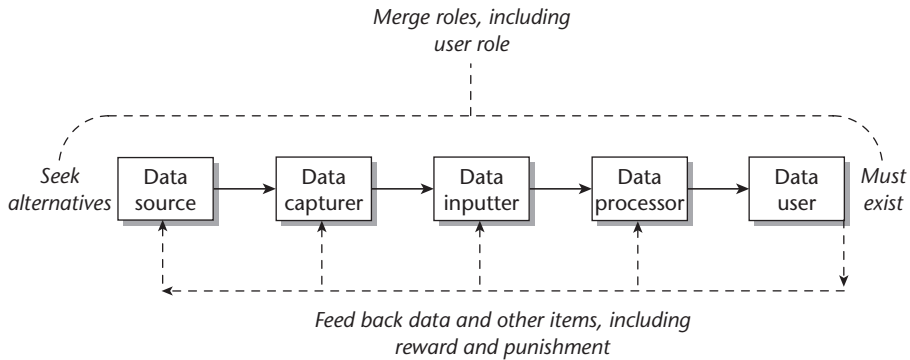 Merge roles, including
user role
Seek
alternatives
Data
source
Data
capturer
Data
inputter
Data
processor
Data
user
Must
exist
Feed back data and other items, including
reward and punishment